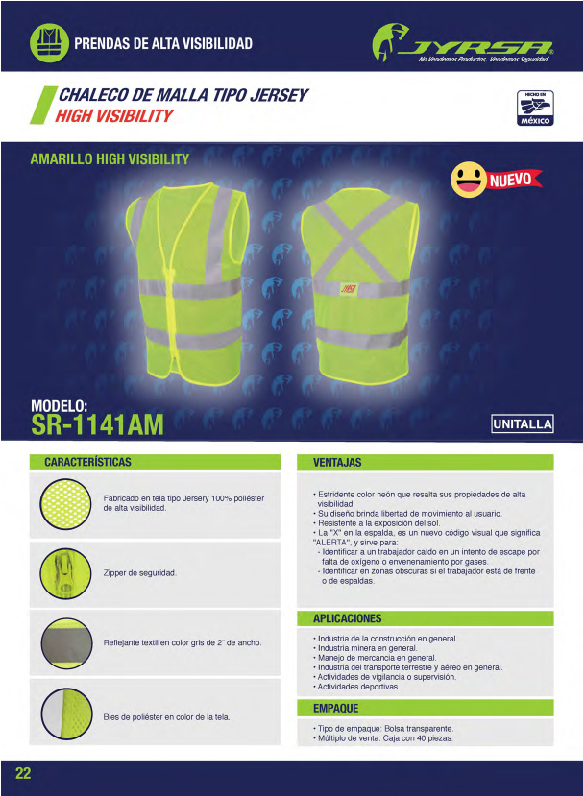 PRENDAS DE ALTA VISIBILIDAD
JYRSA®
No Vendemos Productos... Vendemos Seguridad
CHALECO DE MALLA TIPO JERSEY
HIGH VISIBILITY
HECHO EN
MÉXICO
AMARILLO HIGH VISIBILITY
NUEVO
MODELO:
SR-1141AM
UNITALLA
CARACTERÍSTICAS
Fabricado en tela tipo Jersery 100% poliéster
de alta visibilidad.
Zipper de seguridad.
Reflejante textil en color gris de 2" de ancho.
Bies de poliéster en color de la tela.
VENTAJAS
• Estridente color neón que resalta sus propiedades de alta
visibilidad
• Su diseño brinda libertad de movimiento al usuario.
• Resistente a la exposición del sol.
• La "X" en la espalda, es un nuevo código visual que significa
"ALERTA", y sirve para:
- Identificar a un trabajador caído en un intento de escape por
falta de oxígeno o envenenamiento por gases.
- Identificar en zonas obscuras si el trabajador está de frente
o de espaldas.
APLICACIONES
• Industria de la construcción en general.
• Industria minera en general.
• Manejo de mercancía en general.
• Industria del transporte terrestre y aéreo en general.
• Actividades de vigilancia o supervisión.
• Actividades deportivas.
EMPAQUE
• Tipo de empaque: Bolsa transparente.
• Múltiplo de venta: Caja con 40 piezas.
22